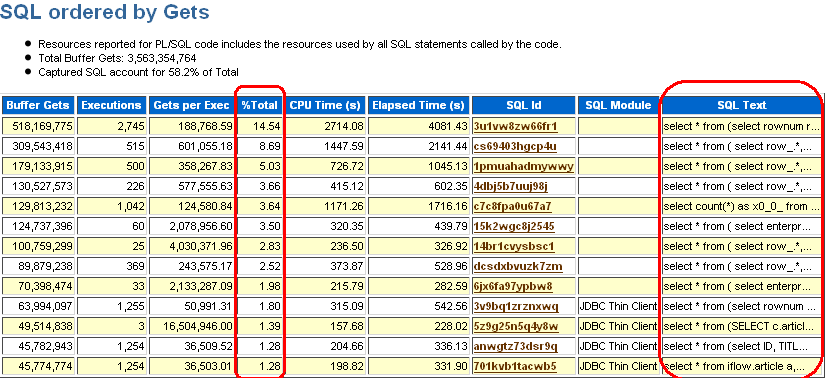 SQL ordered by Gets
Resources reported for PL/SQL code includes the resources used by all SQL statements called by the code.
Total Buffer Gets: 3,563,354,764
Captured SQL account for 58.2% of Total
Buffer Gets Executions Gets per Exec %Total CPU Time (s) Elapsed Time (s) SQL Id SQL Module SQL Text
518,169,775 2,745 188,768.59 14.54 2714.08 4081.43 3u1vw8zw66fr1 select * from (select rownum r...
309,543,418 515 601,055.18 8.69 1447.59 2141.44 cs69403hgcp4u select * from ( select row_.*,...
179,133,915 500 358,267.83 5.03 726.72 1045.13 1pmuahadmywwy select * from ( select row_.*,...
130,527,573 226 577,555.63 3.66 415.12 602.35 4dbj5b7uuj98j select * from ( select row_.*,...
129,813,232 1,042 124,580.84 3.64 1171.26 1716.16 c7c8fpa0u67a7 select count(*) as x0_0_ from ...
124,737,396 60 2,078,956.60 3.50 320.35 439.79 15k2wgc8j2545 select * from ( select enterpr...
100,759,299 25 4,030,371.96 2.83 236.50 326.92 14br1cvysbsc1 select * from ( select row_.*,...
89,879,238 369 243,575.17 2.52 373.87 528.96 dcsdxbvuzk7zm select * from ( select row_.*,...
70,398,474 33 2,133,287.09 1.98 215.79 282.59 6jx6fa97ypbw8 select * from ( select enterpr...
63,994,097 1,255 50,991.31 1.80 315.09 542.56 3v9bq1zrznxwq JDBC Thin Client select * from (select rownum ...
49,514,838 3 16,504,946.00 1.39 157.68 228.02 5z9g25n5q4y8w JDBC Thin Client select * from (SELECT c.articl...
45,782,943 1,254 36,509.52 1.28 204.66 336.13 anwgtz73dsr9q JDBC Thin Client select * from (select ID, TITL...
45,774,774 1,254 36,503.01 1.28 198.82 331.90 701kvb1tacwb5 JDBC Thin Client select * from iflow.article a,...